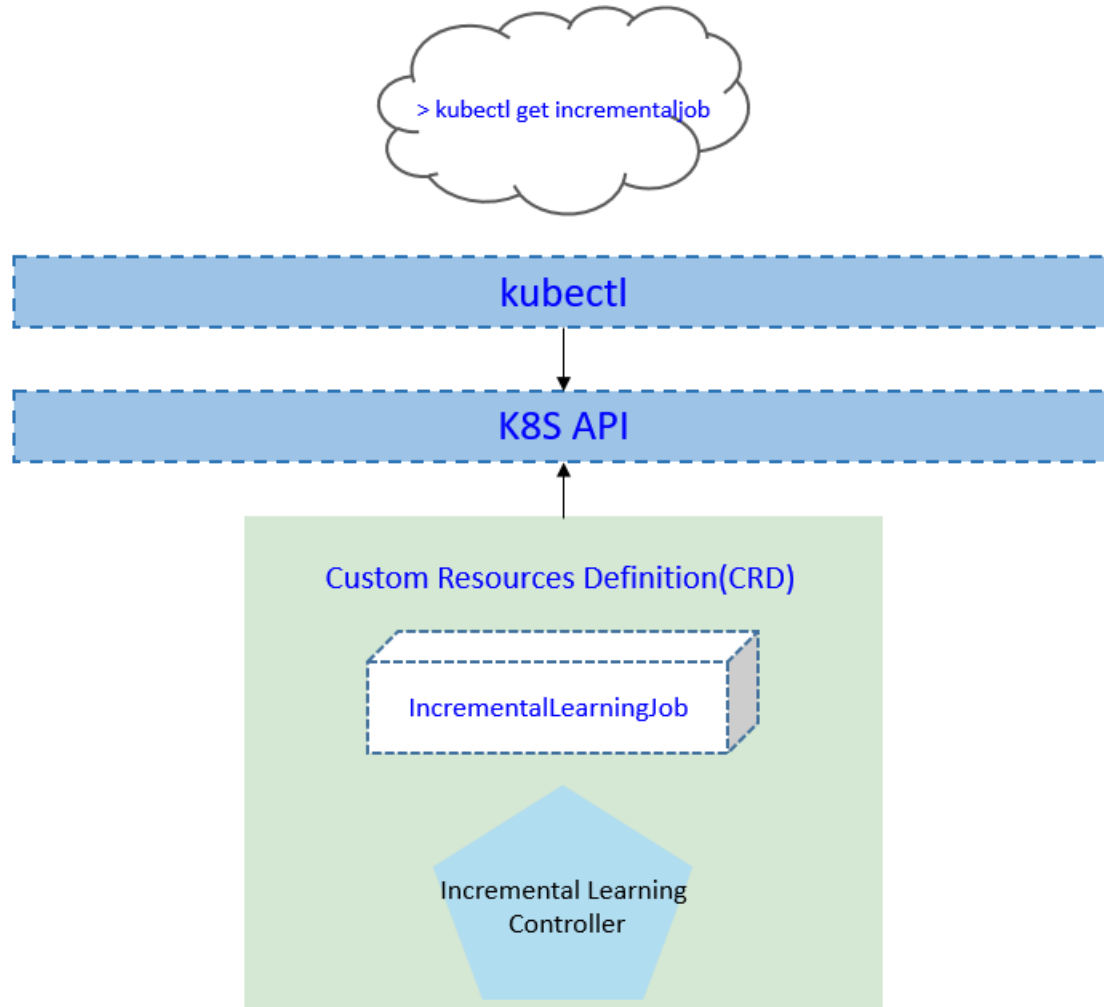 > kubectl get incrementaljob
kubectl
K8S API
Custom Resources Definition(CRD)
IncrementalLearningJob
Incremental Learning
Controller